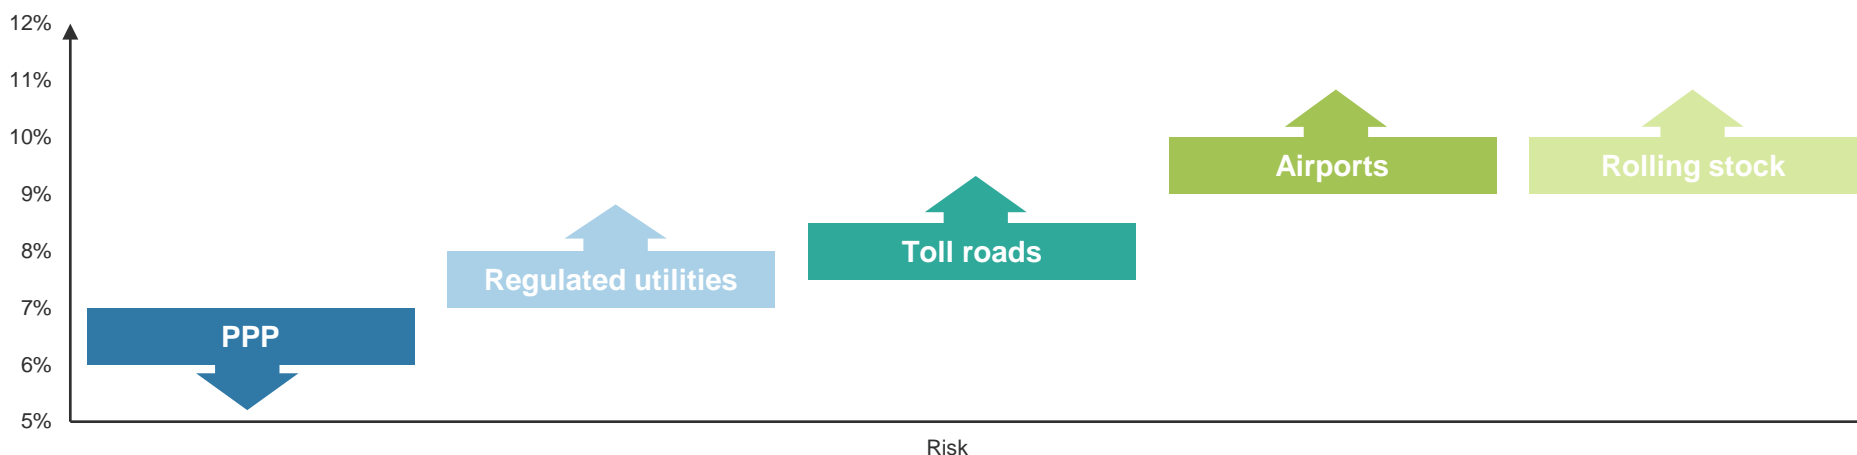 12%
11%
10%
9%
8%
7%
6%
5%
PPP
Regulated utilities
Toll roads
Airports
Rolling stock
Risk